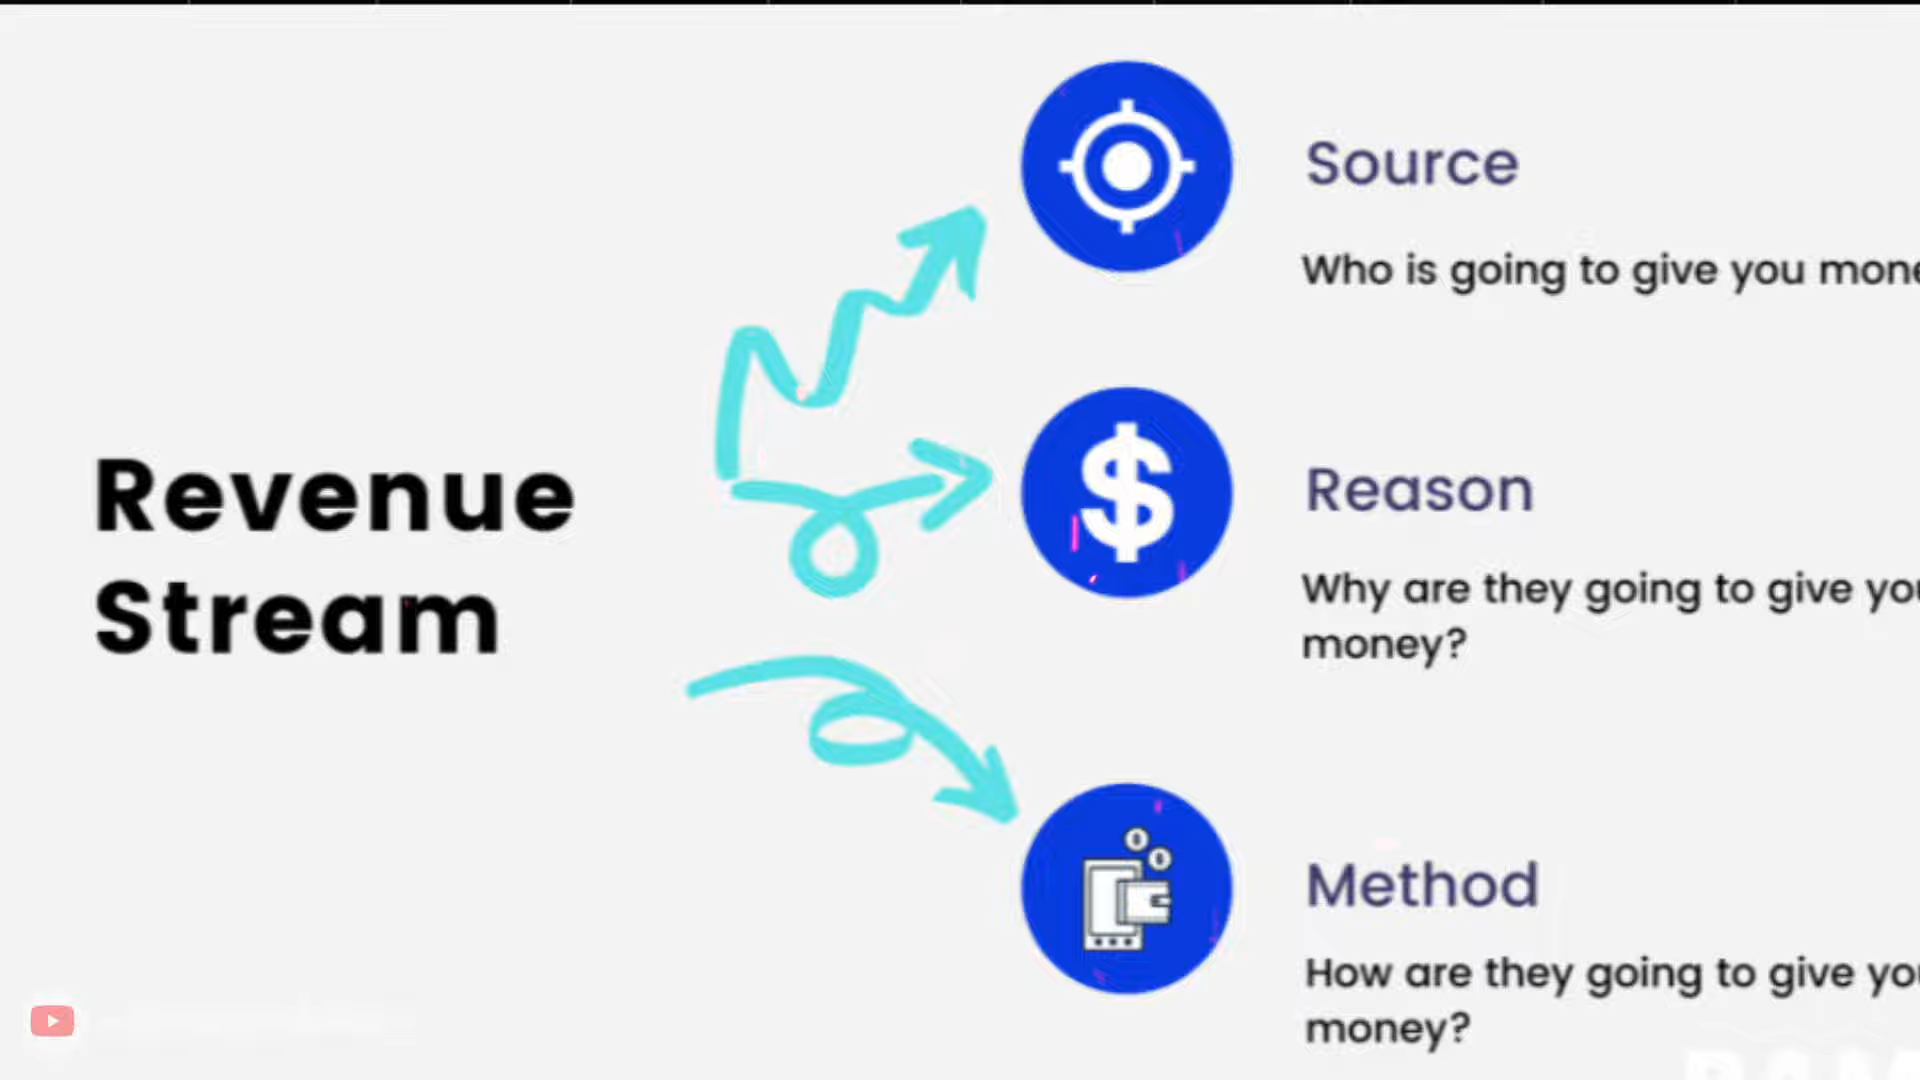 Revenue
Stream
Source
Who is going to give you
Reason
Why are they going to give
money?
Method
How are they going to give
money?